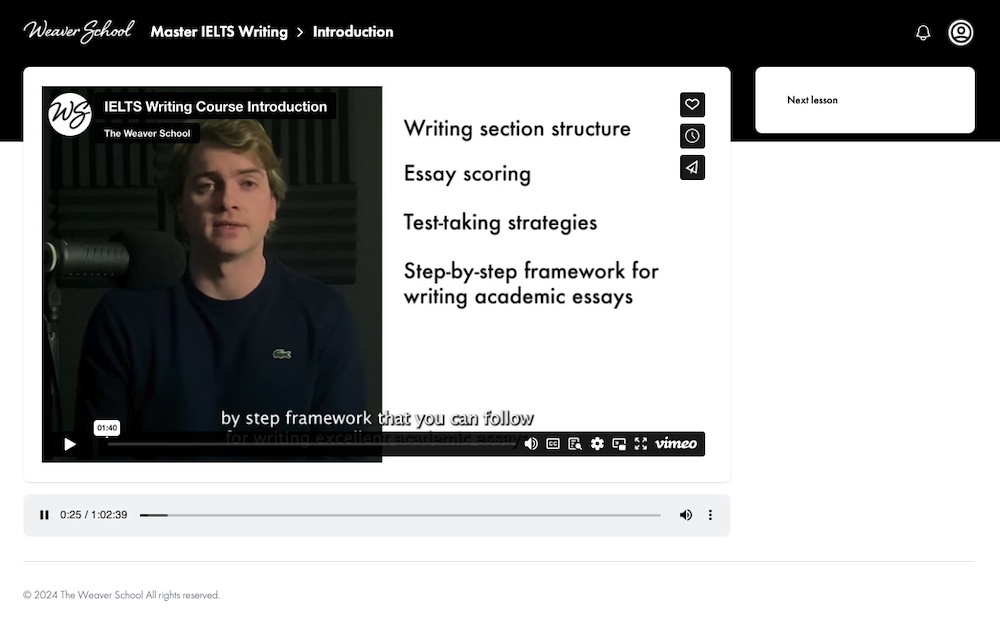 Weaver School
Master IELTS Writing > Introduction
WS
IELTS Writing Course Introduction
The Weaver School
Writing section structure
Essay scoring
Test-taking strategies
Step-by-step framework for
writing academic essays
by step framework that you can follow
for writing excellent academic essay
01:40
CC
vimeo
Next lesson
0:25 / 1:02:39
© 2024 The Weaver School All rights reserved.